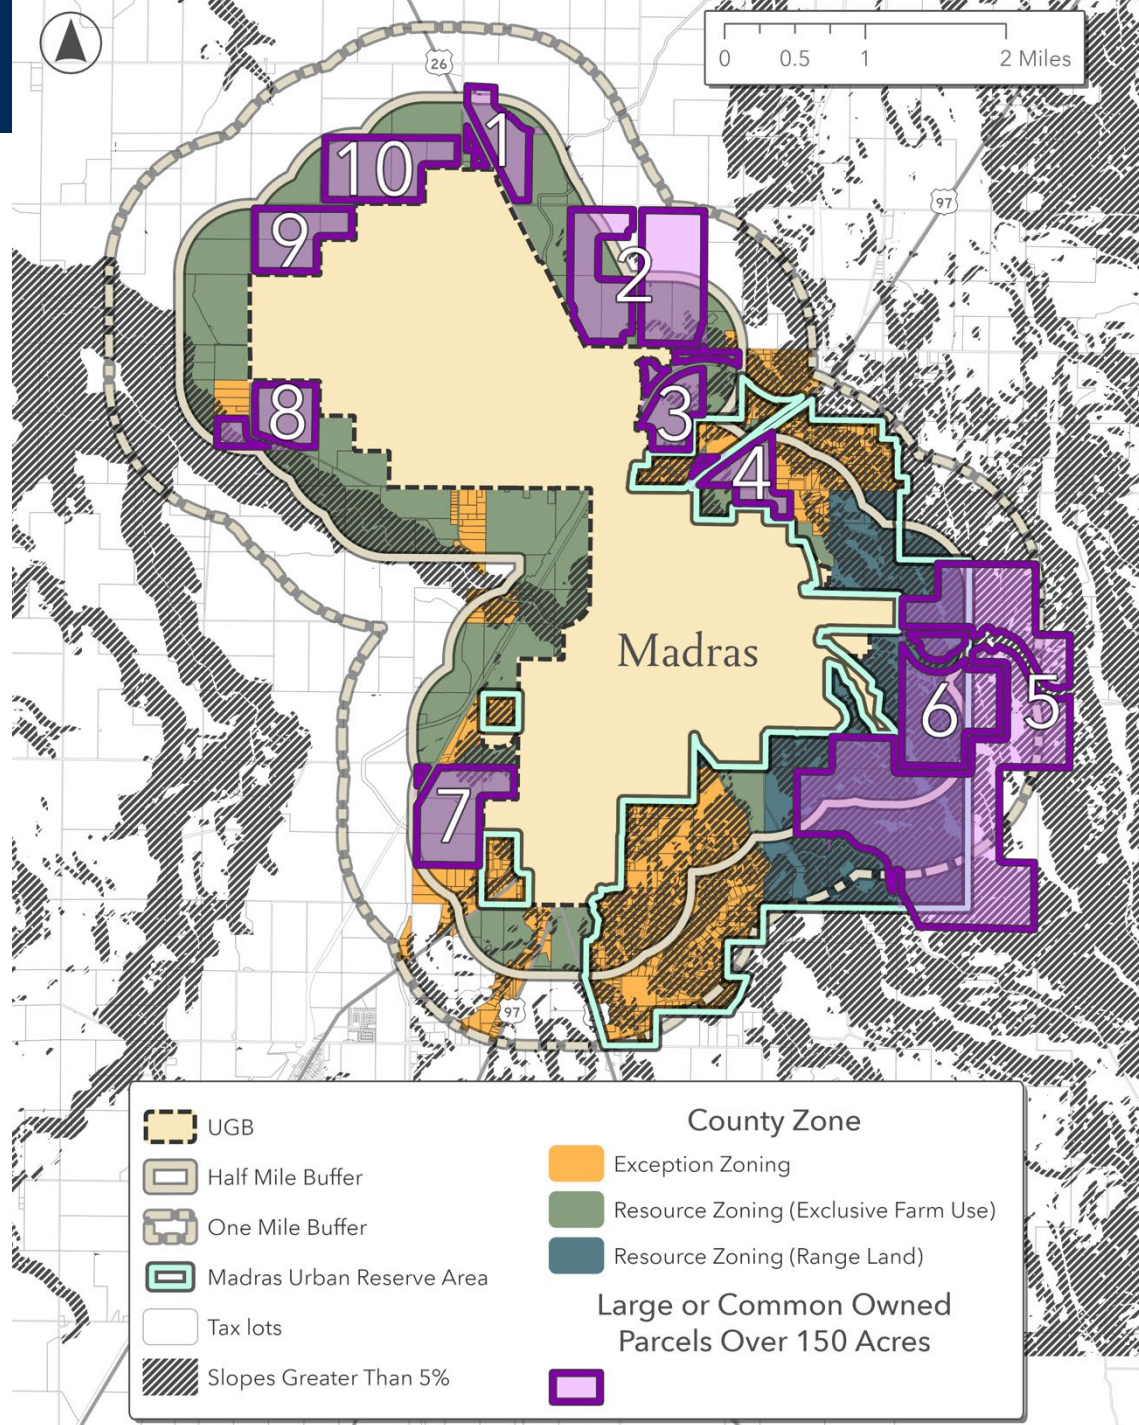 26
0 0.5 1 2 Miles
1
10
97
9
2
8
3
4
Madras
6
5
7
97
UGB
Half Mile Buffer
One Mile Buffer
Madras Urban Reserve Area
Tax lots
Slopes Greater Than 5%
County Zone
Exception Zoning
Resource Zoning (Exclusive Farm Use)
Resource Zoning (Range Land)
Large or Common Owned
Parcels Over 150 Acres